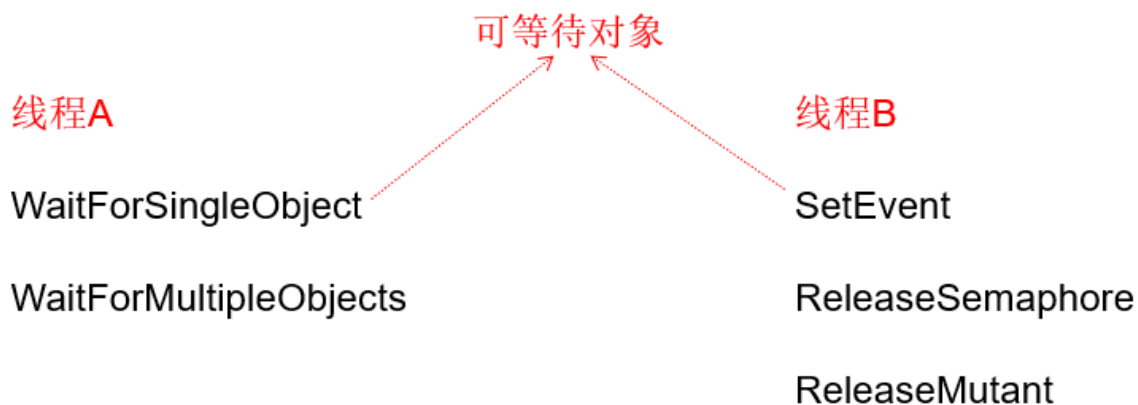 可等待对象
线程A
线程B
WaitForSingleObject
SetEvent
WaitForMultipleObjects
ReleaseSemaphore
ReleaseMutant